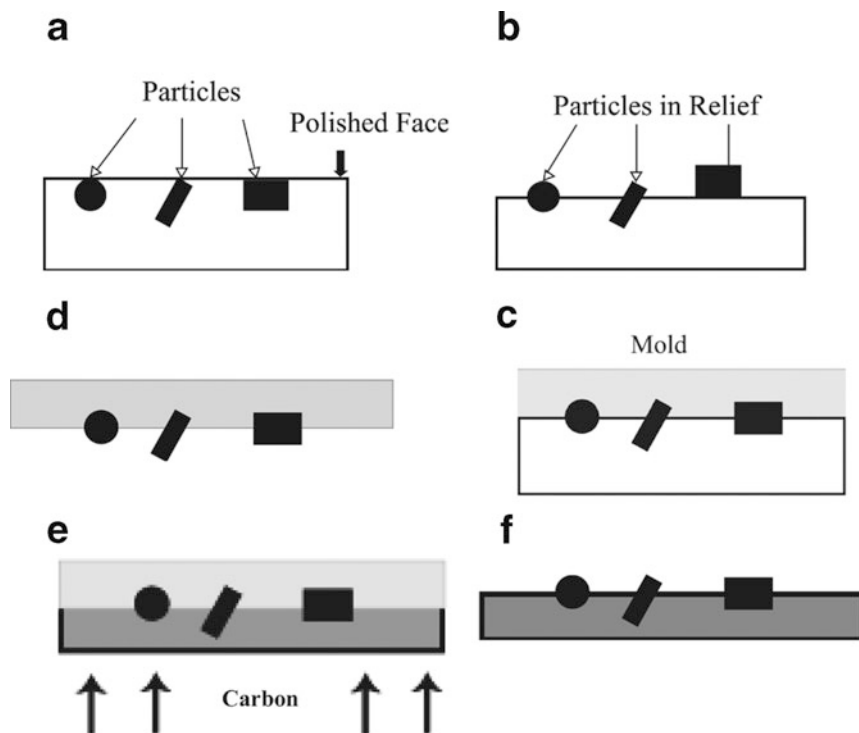 a
Particles
Polished Face
b
Particles in Relief
d
c
Mold
e
Carbon
f